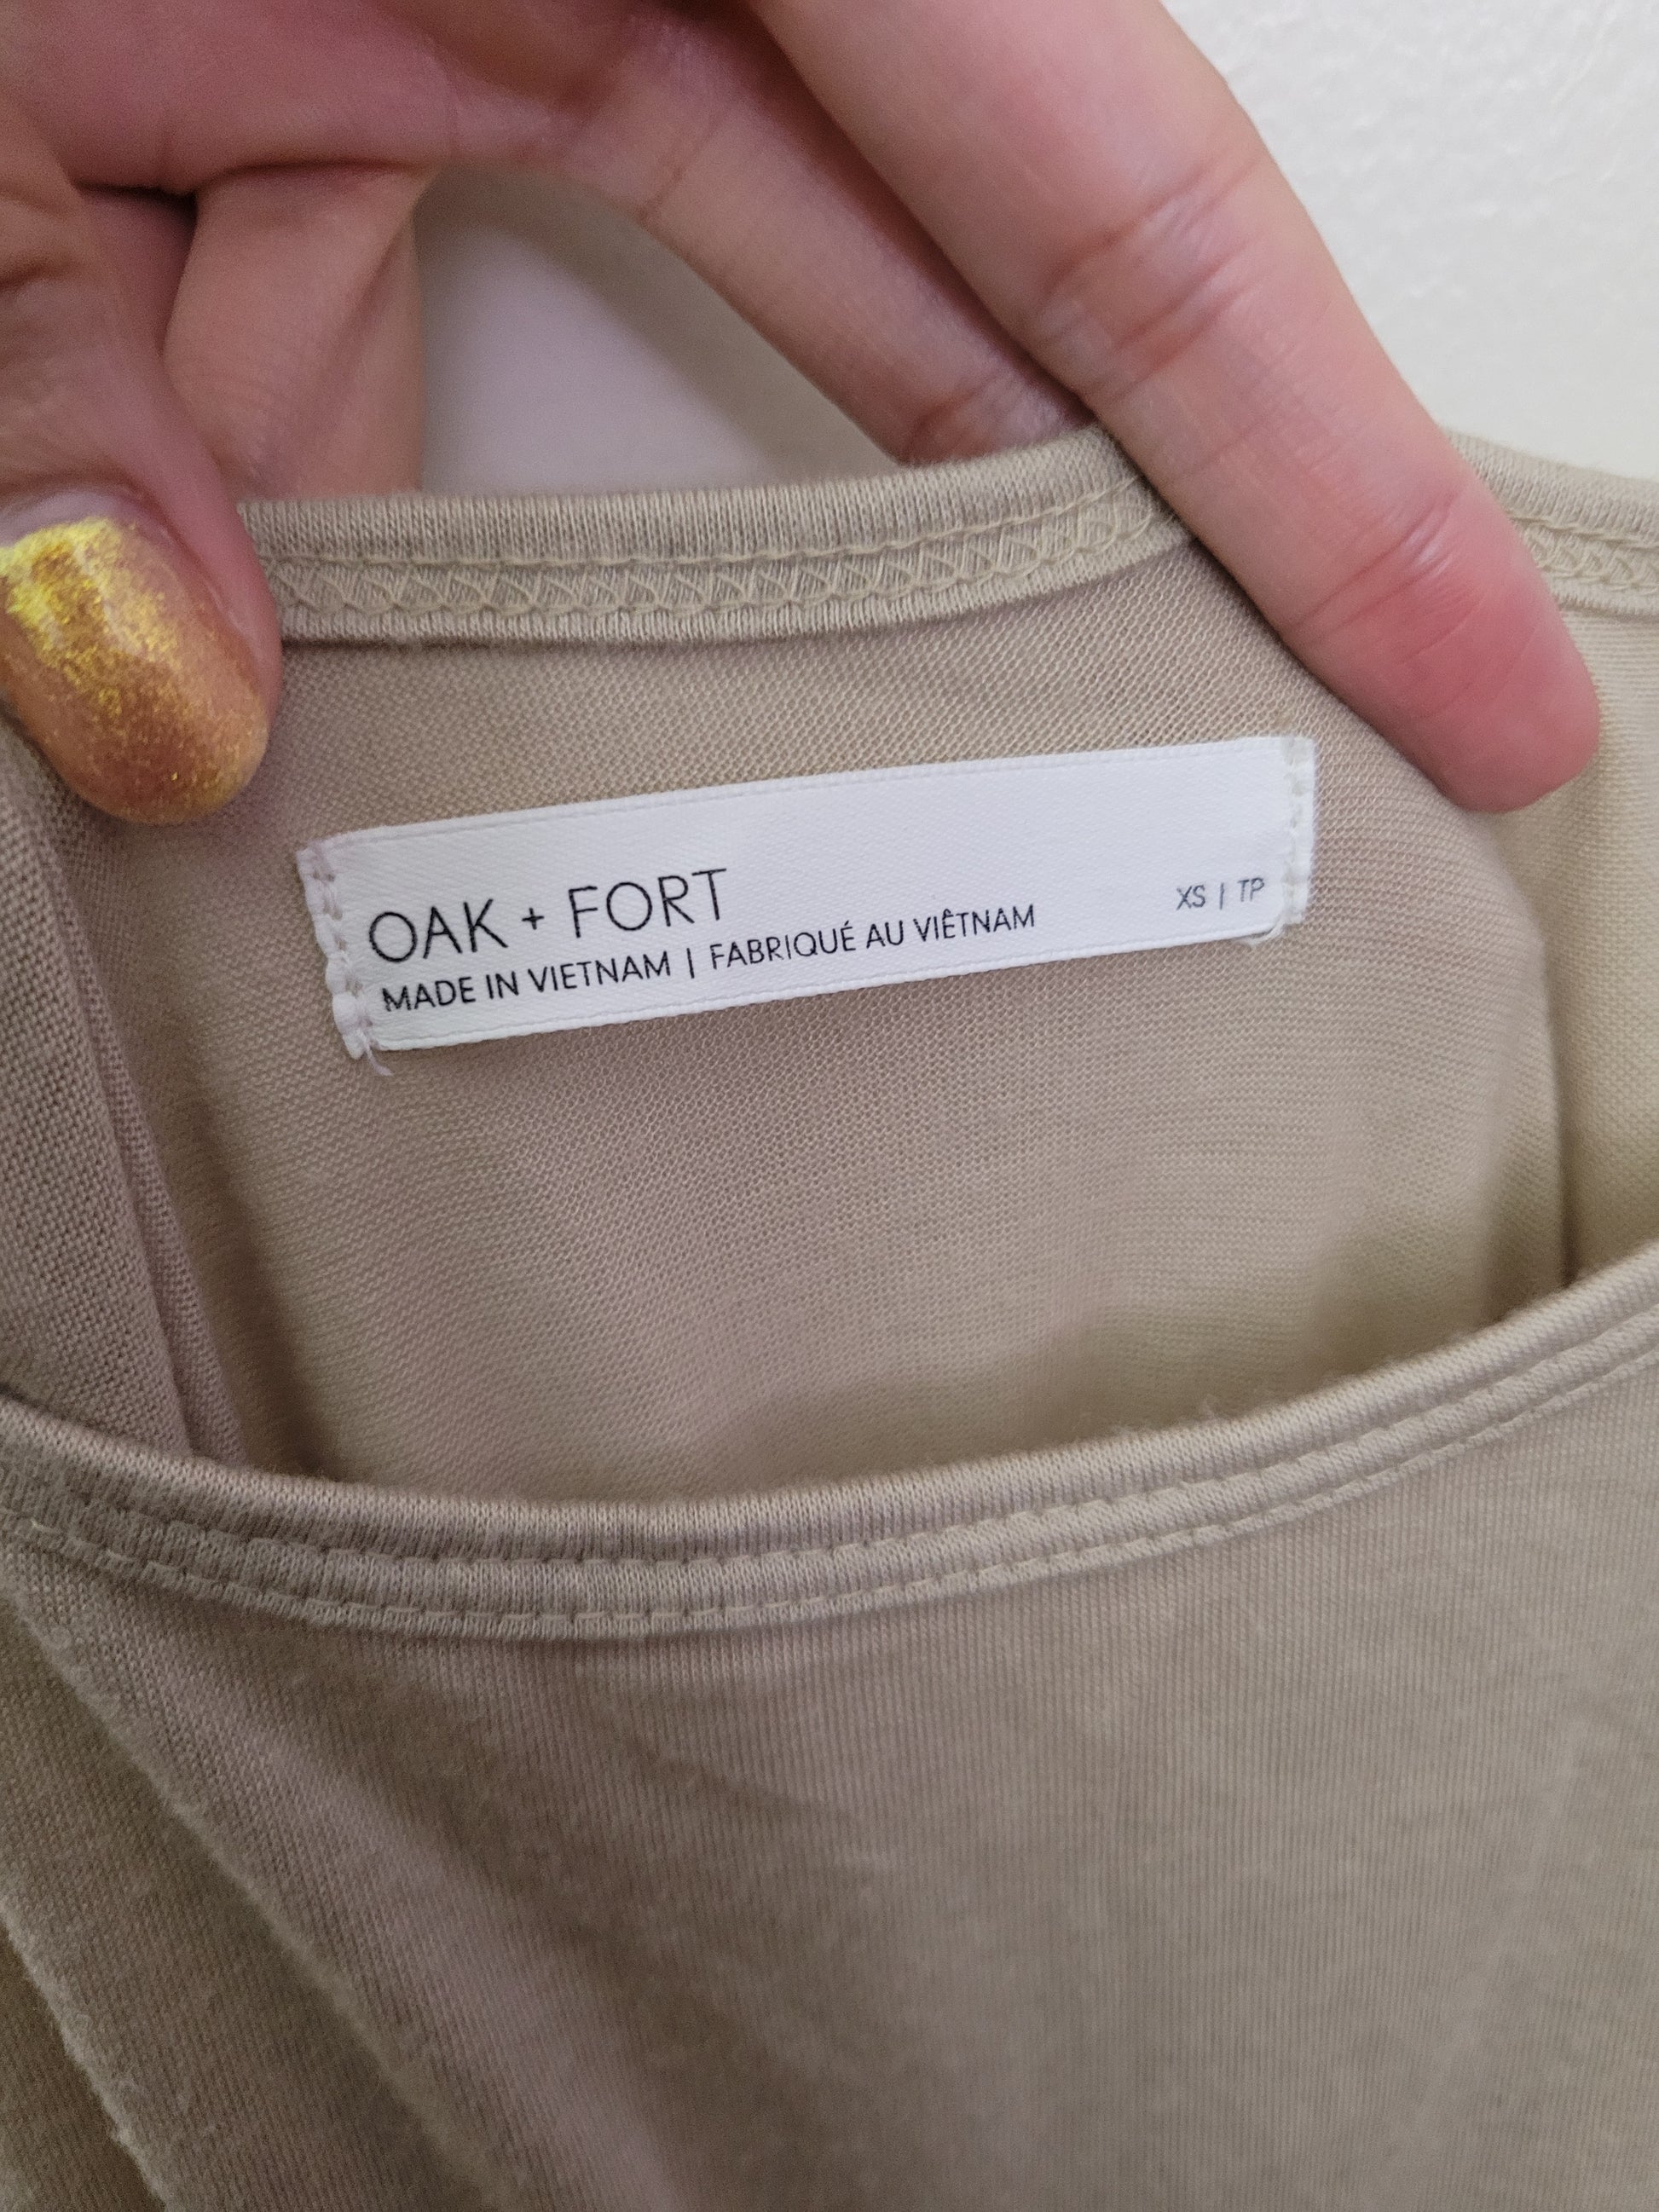 OAK + FORT
MADE IN VIETNAM | FABRIQUÉ AU VIÊTNAM
XS | TP